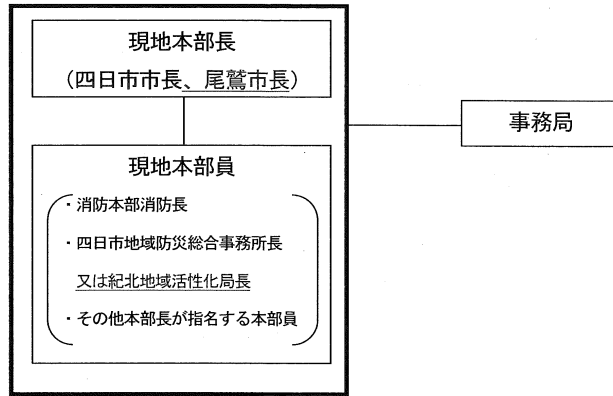 現地本部長
(四日市市長、尾鷲市長)
事務局
現地本部員
・消防本部消防長
・四日市地域防災総合事務所長
又は紀北地域活性化局長
・その他本部長が指名する本部員